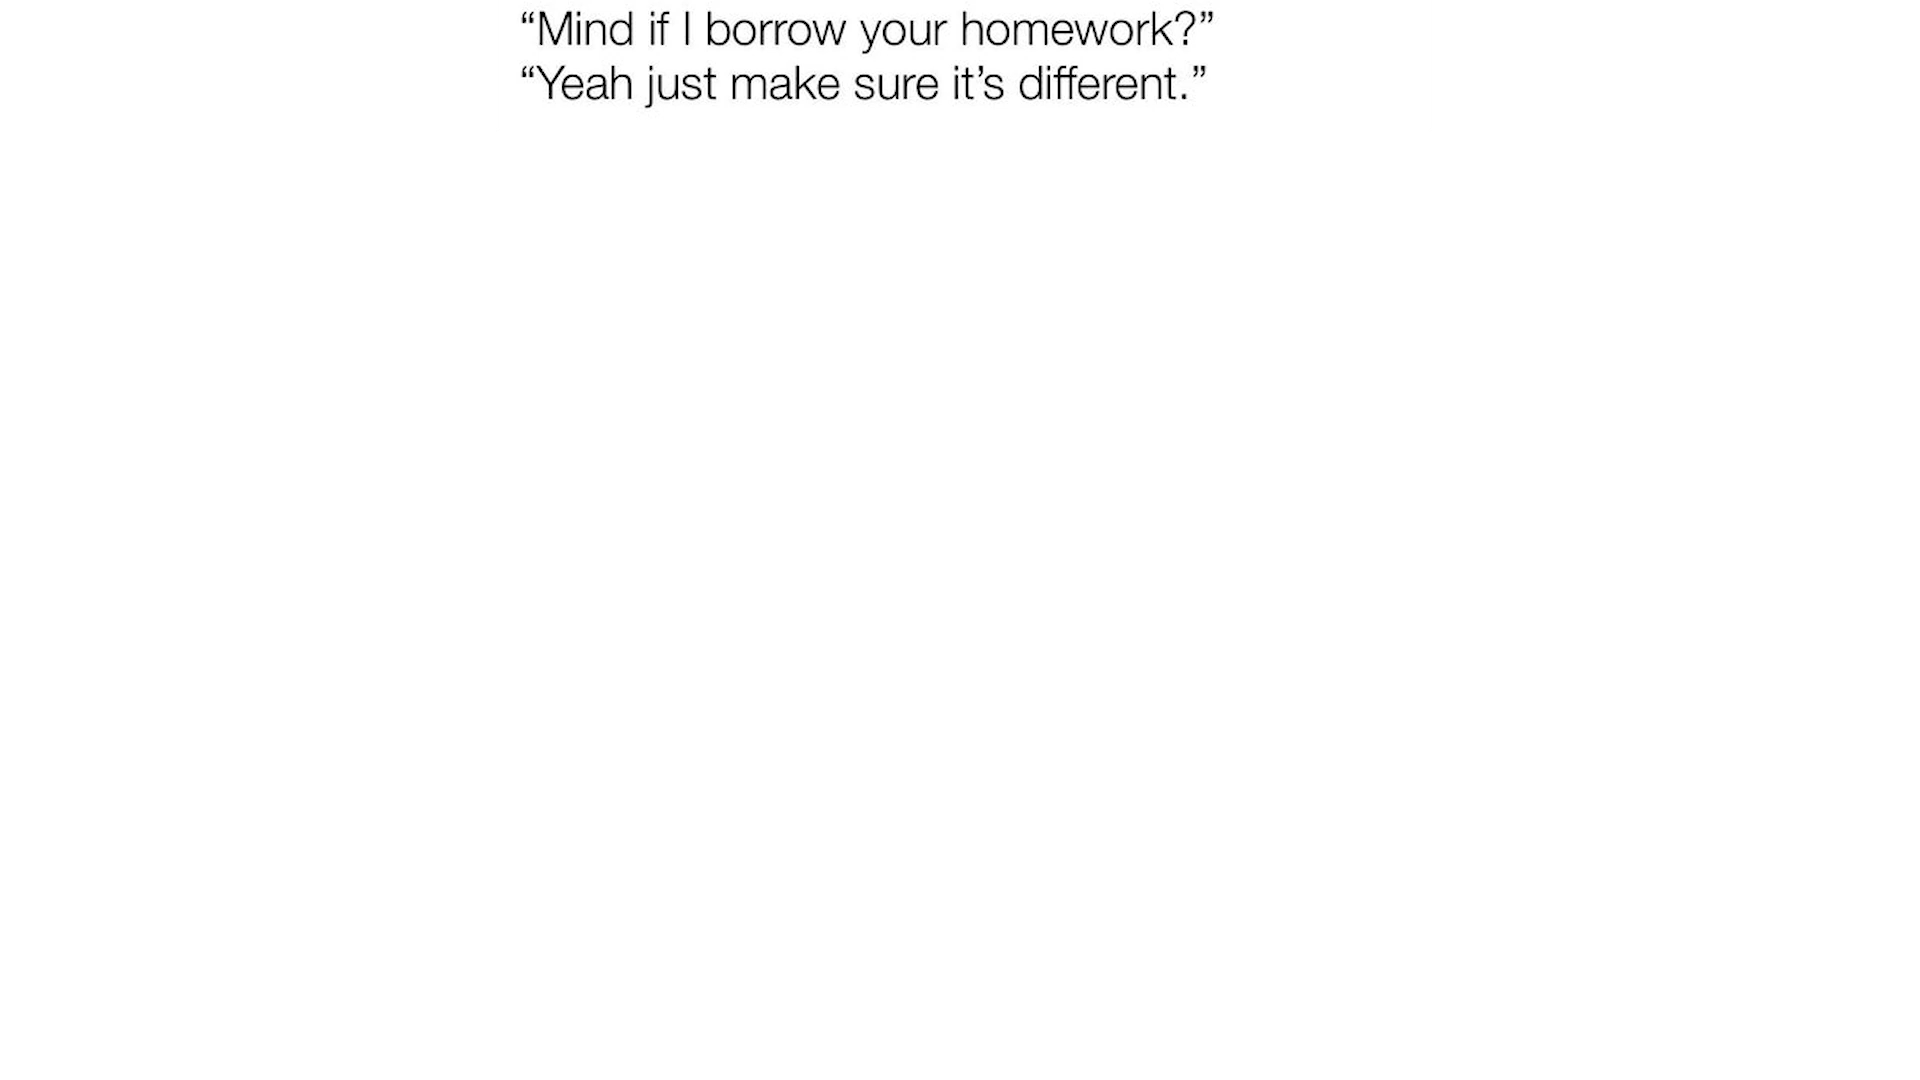 “Mind if I borrow your homework?”
“Yeah just make sure it’s different.”